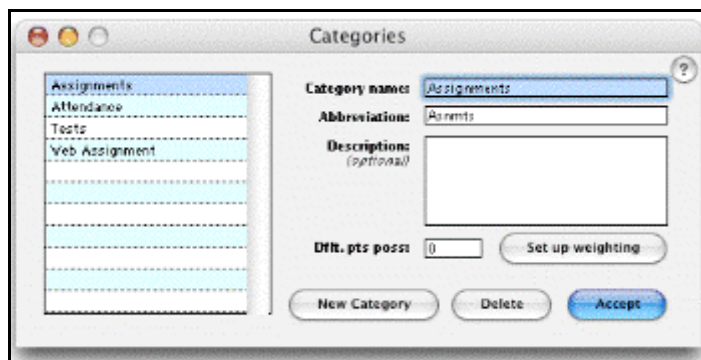 Categories
?
Assignments
Attendance
Tests
Web Assignment
Category name: Assignments
Abbreviation: Asnmts
Description:
(optional)
Dflt. pts poss: 0
Set up weighting
New Category
Delete
Accept